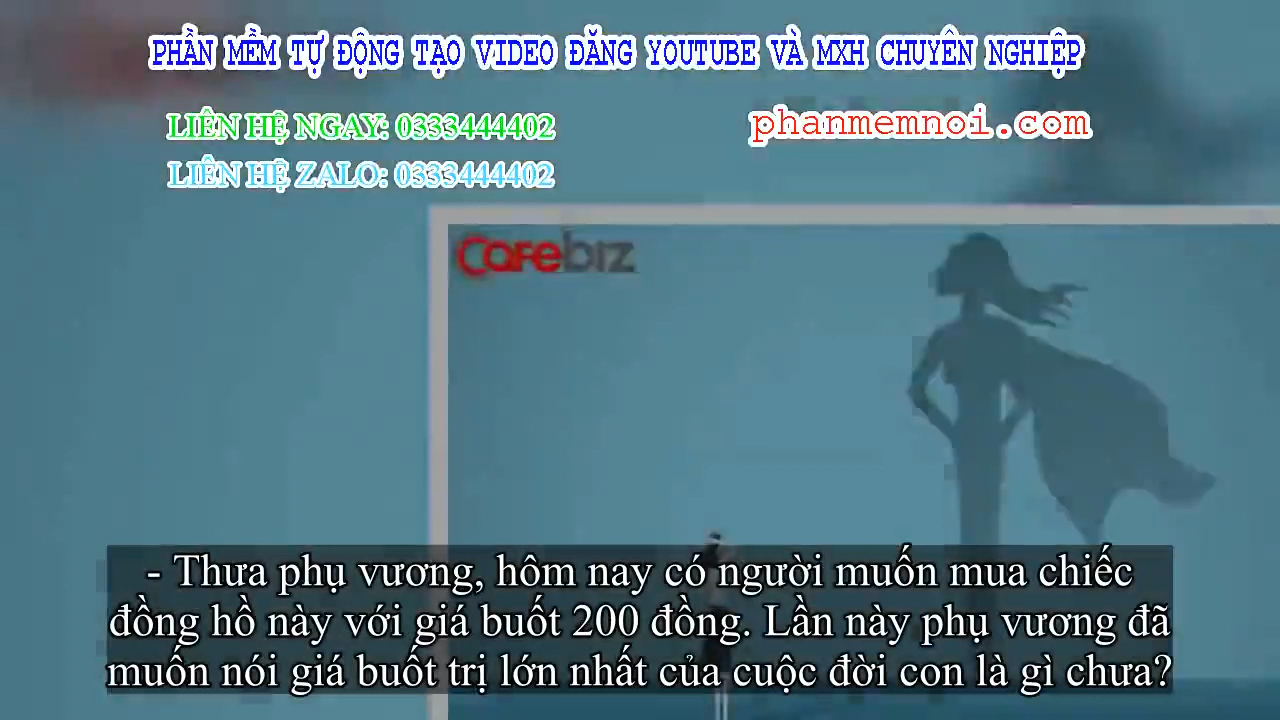 PHẦN MỀM TỰ ĐỘNG TẠO VIDEO ĐĂNG YOUTUBE VÀ MXH CHUYÊN NGHIỆP
LIÊN HỆ NGAY: 0333444402
phanmemnoi.com
LIÊN HỆ ZALO: 0333444402
Cafebiz
- Thưa phụ vương, hôm nay có người muốn mua chiếc
đồng hồ này với giá buốt 200 đồng. Lần này phụ vương đã
muốn nói giá buốt trị lớn nhất của cuộc đời con là gì chưa?